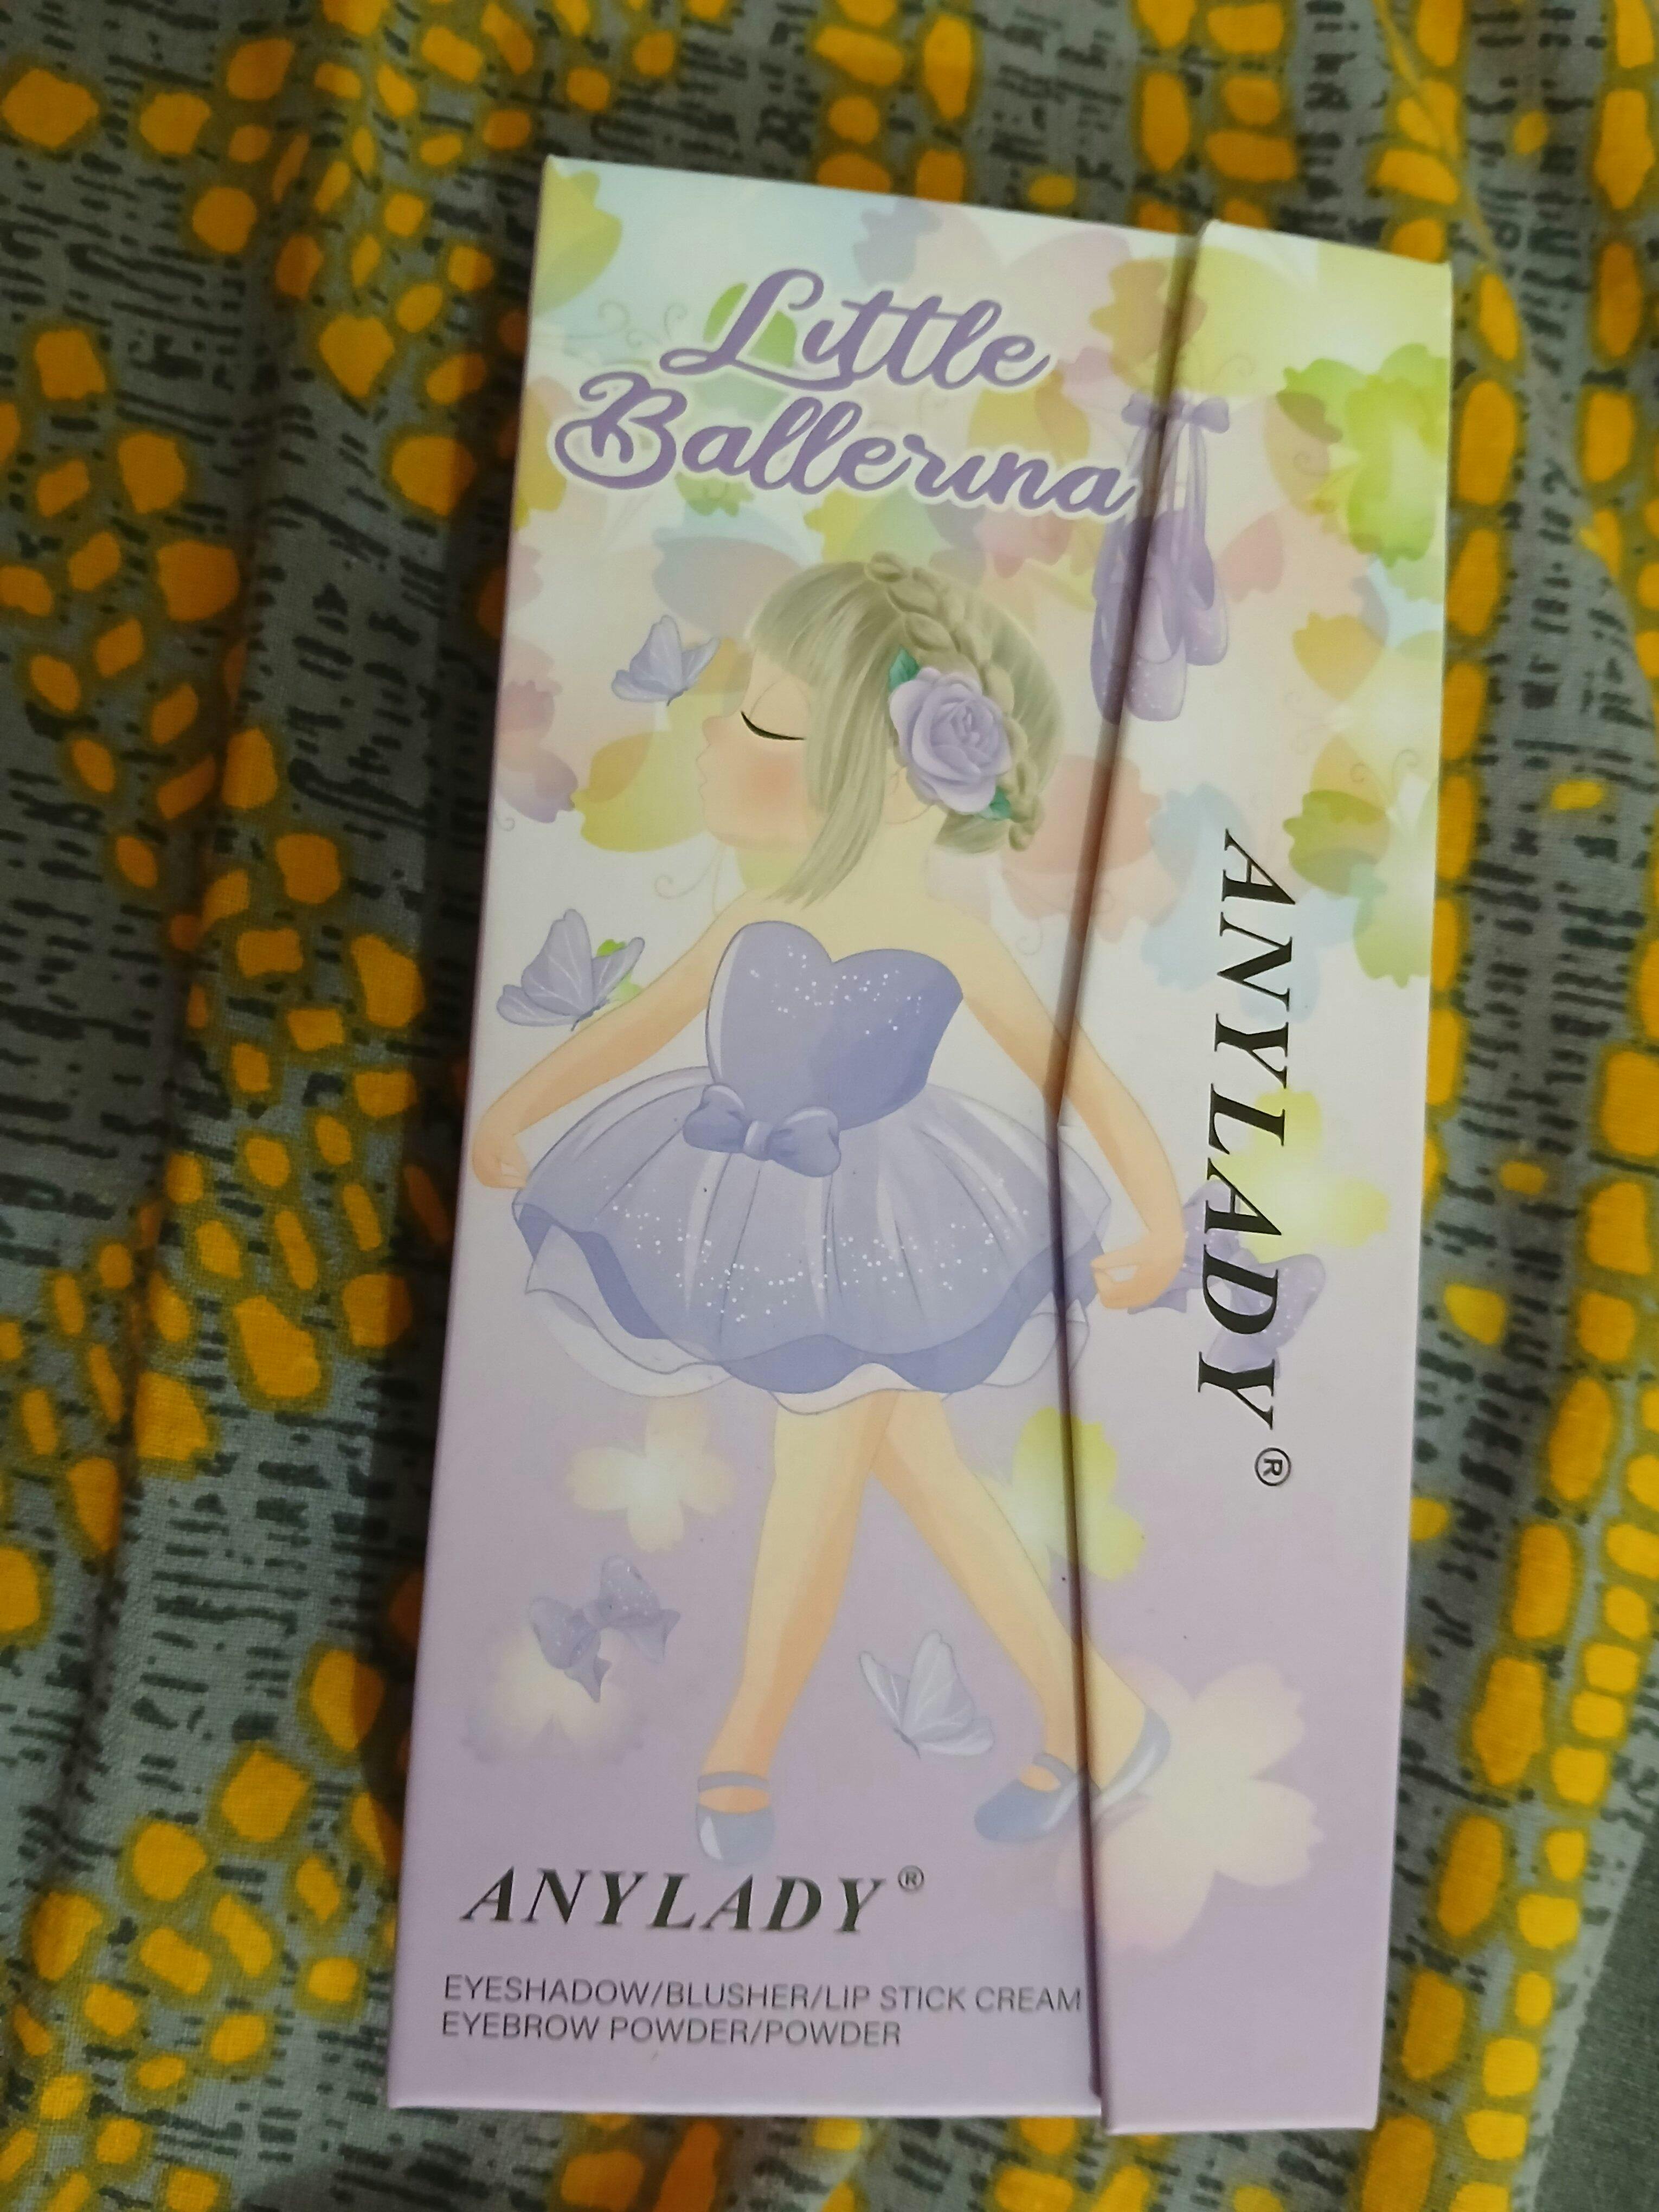 Little
Ballerina
ANYLADY®
ANYLADY®
EYESHADOW/BLUSHER/LIP STICK CREAM
EYEBROW POWDER/POWDER